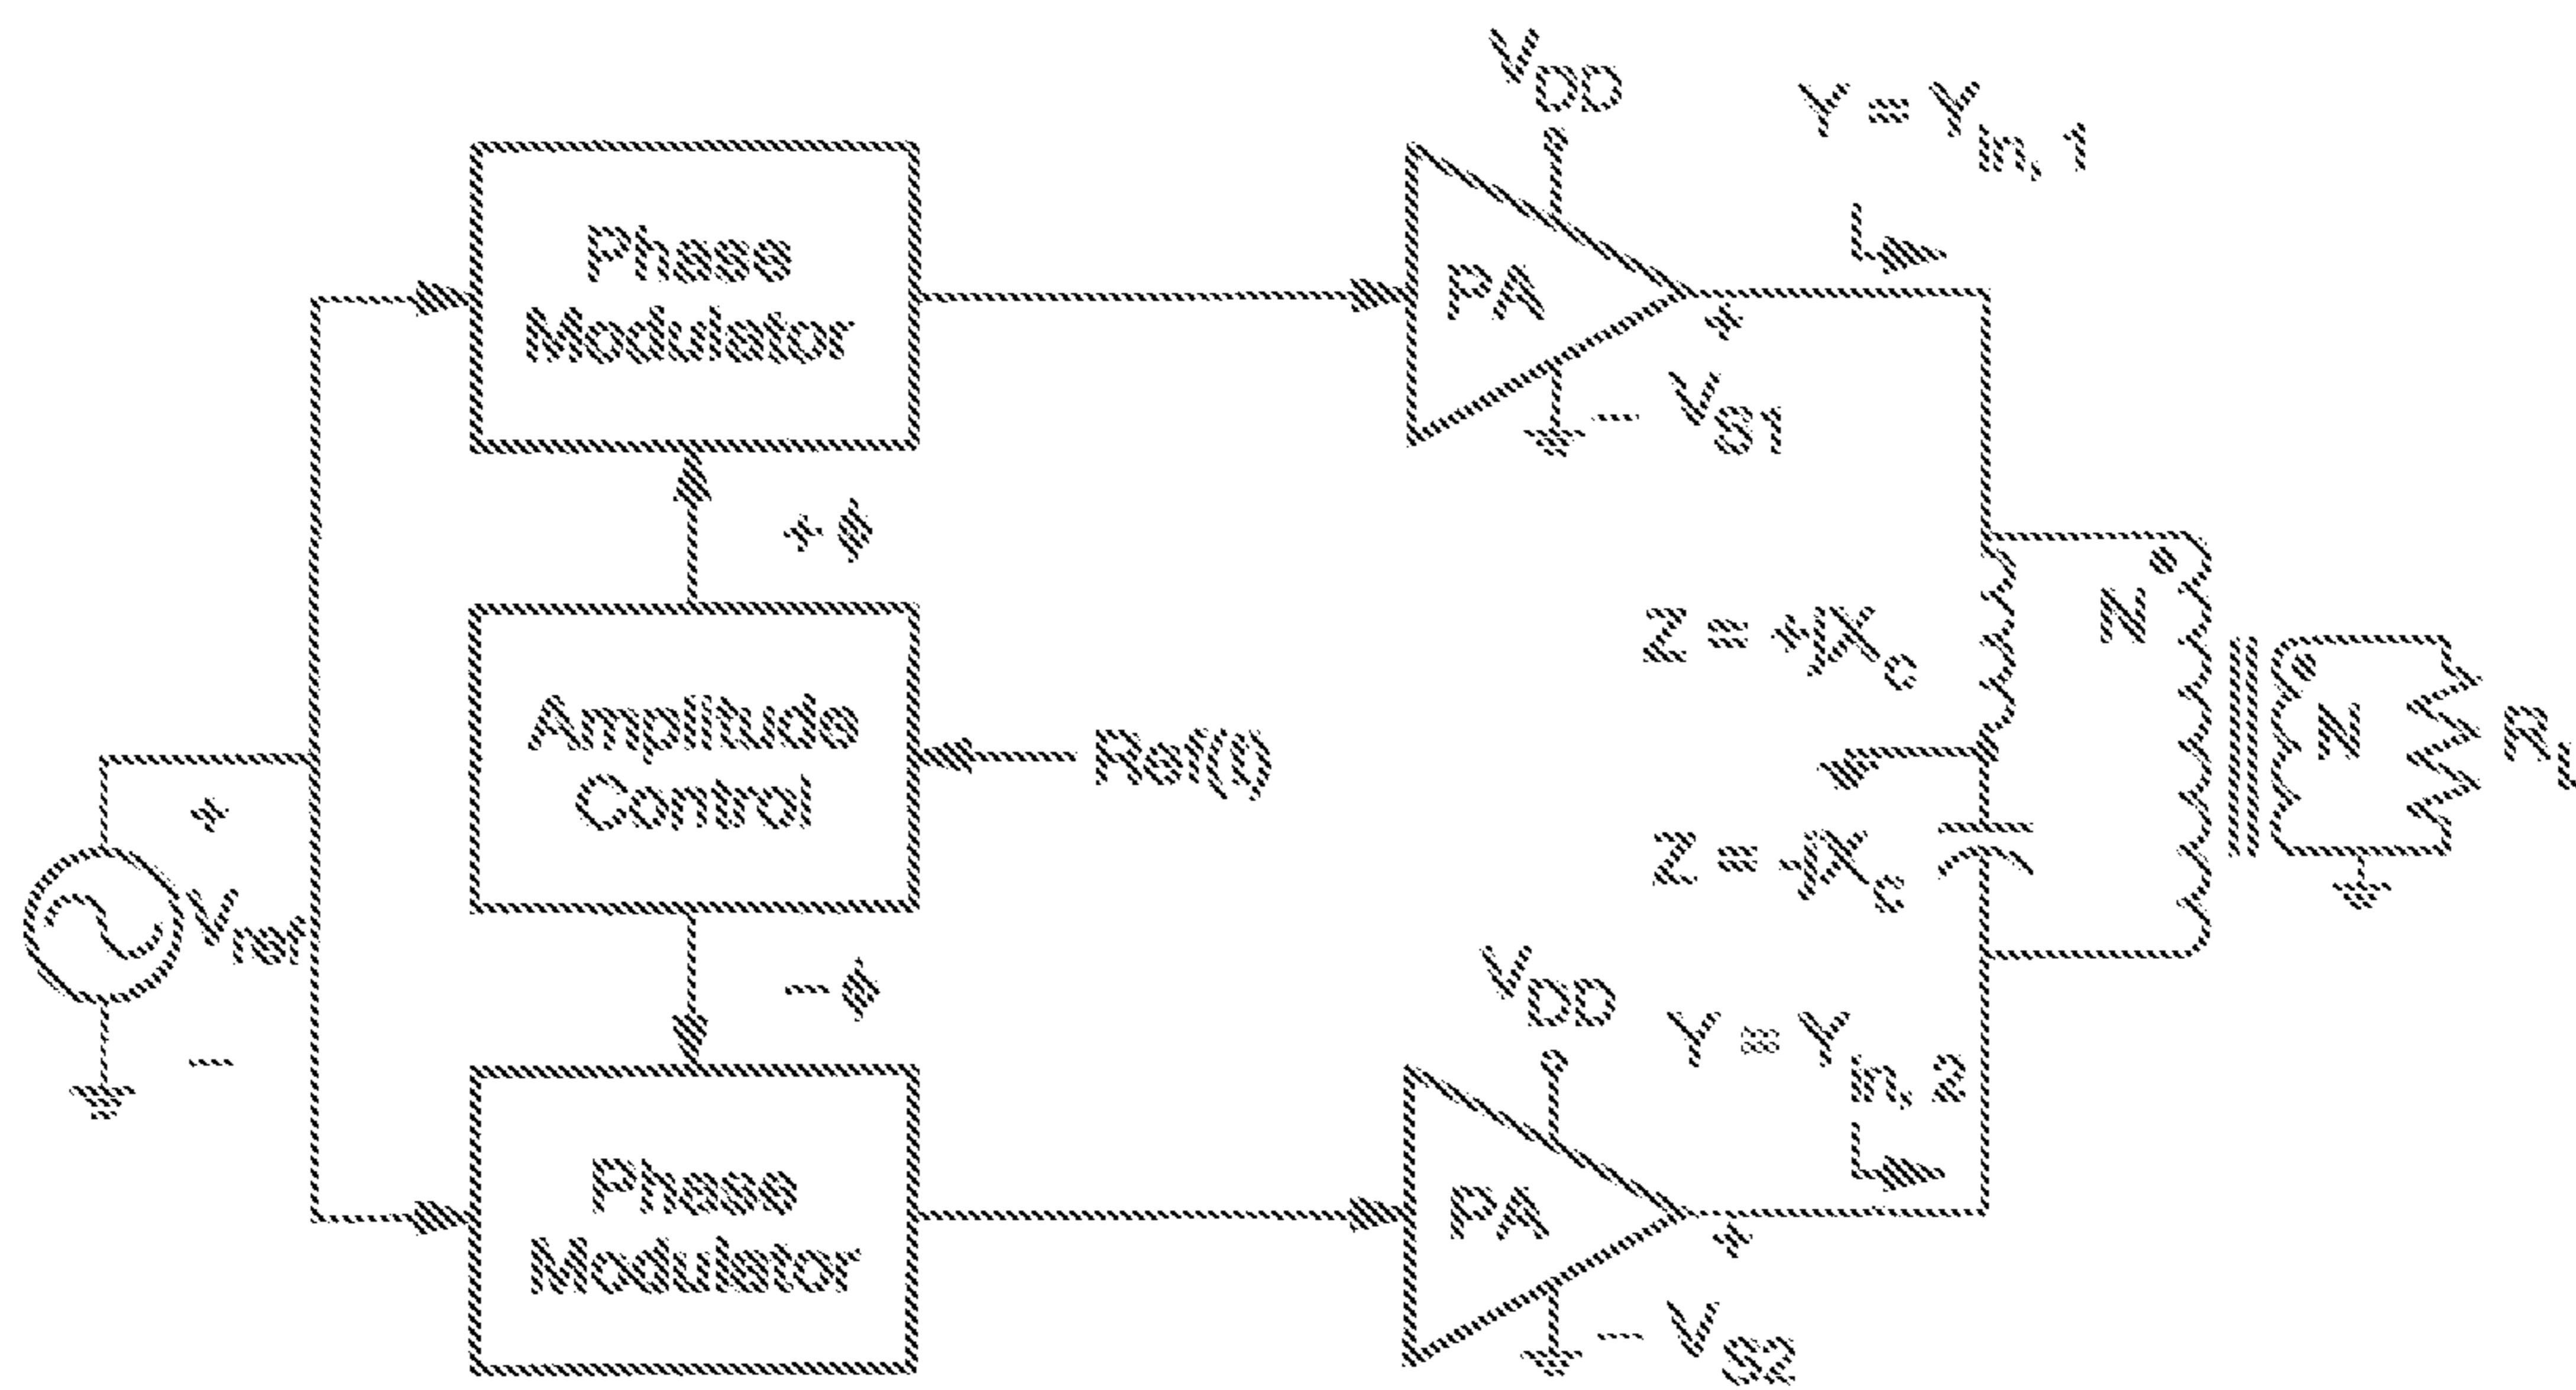 V_DD
Y = Y_in, 1
Phase
Modulator
PA
+
− V_S1
+ ϕ
Z = +jX_C
N
Amplitude
Control
Ref(t)
N
R_L
+
V_ref
−
Z = -jX_C
− ϕ
V_DD
Y = Y_in, 2
Phase
Modulator
PA
+
− V_S2